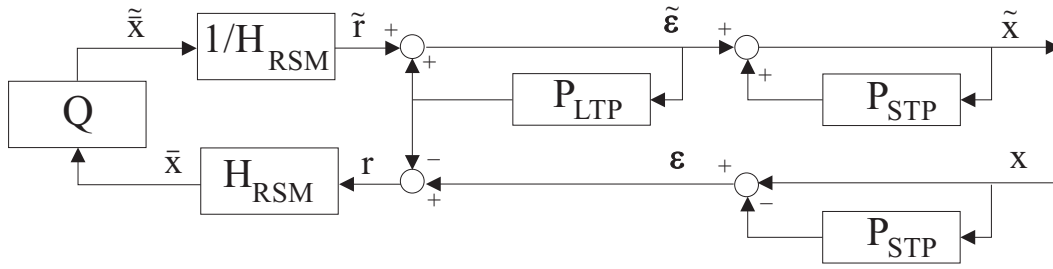 x̃̄ 1/H_RSM r̃ + + ε̃ + + x̃
Q P_LTP P_STP
x̄ H_RSM r − + ε + − x
P_STP